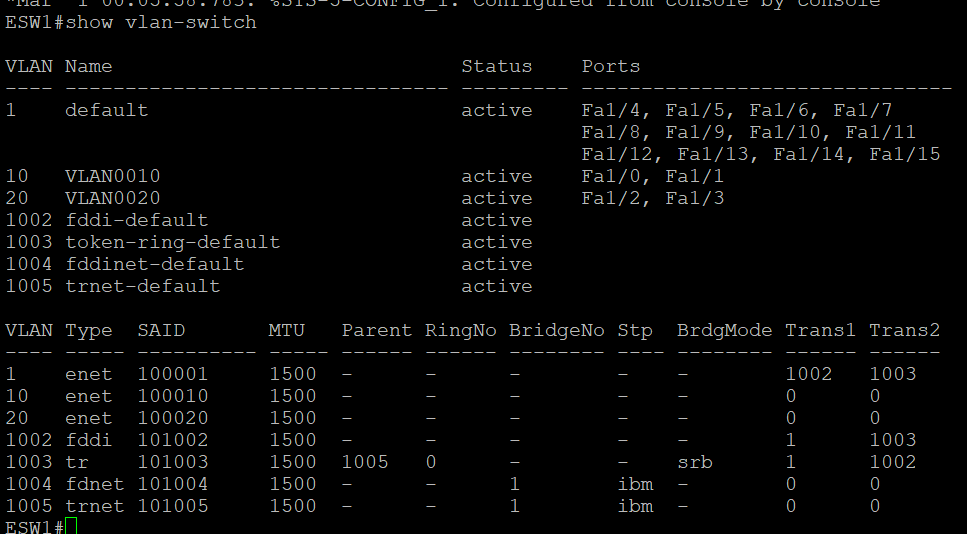 *Mar  1 00:03:38.783: %SYS-5-CONFIG_I: Configured from console by console
ESW1#show vlan-switch

VLAN Name                             Status    Ports
---- -------------------------------- --------- -------------------------------
1    default                          active    Fa1/4, Fa1/5, Fa1/6, Fa1/7
                                                Fa1/8, Fa1/9, Fa1/10, Fa1/11
                                                Fa1/12, Fa1/13, Fa1/14, Fa1/15
10   VLAN0010                         active    Fa1/0, Fa1/1
20   VLAN0020                         active    Fa1/2, Fa1/3
1002 fddi-default                     active
1003 token-ring-default               active
1004 fddinet-default                  active
1005 trnet-default                    active

VLAN Type  SAID       MTU   Parent RingNo BridgeNo Stp  BrdgMode Trans1 Trans2
---- ----- ---------- ----- ------ ------ -------- ---- -------- ------ ------
1    enet  100001     1500  -      -      -        -    -        1002   1003
10   enet  100010     1500  -      -      -        -    -        0      0
20   enet  100020     1500  -      -      -        -    -        0      0
1002 fddi  101002     1500  -      -      -        -    -        1      1003
1003 tr    101003     1500  1005   0      -        -    srb      1      1002
1004 fdnet 101004     1500  -      -      1        ibm  -        0      0
1005 trnet 101005     1500  -      -      1        ibm  -        0      0
ESW1#